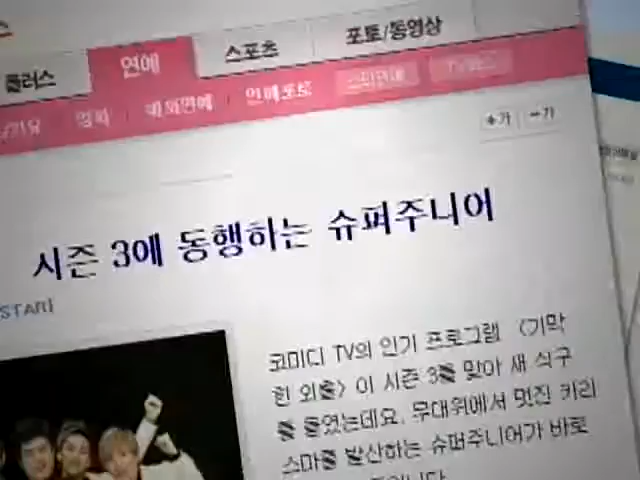 플러스 연예 스포츠 포토/동영상
영화 해외연예 연예포토
+가 -가
시즌 3에 동행하는 슈퍼주니어
STAR]
코미디 TV의 인기 프로그램 <기막
힌 외출> 이 시즌 3를 맞아 새 식구
를 들였는데요. 무대위에서 멋진 카리
스마를 발산하는 슈퍼주니어가 바로